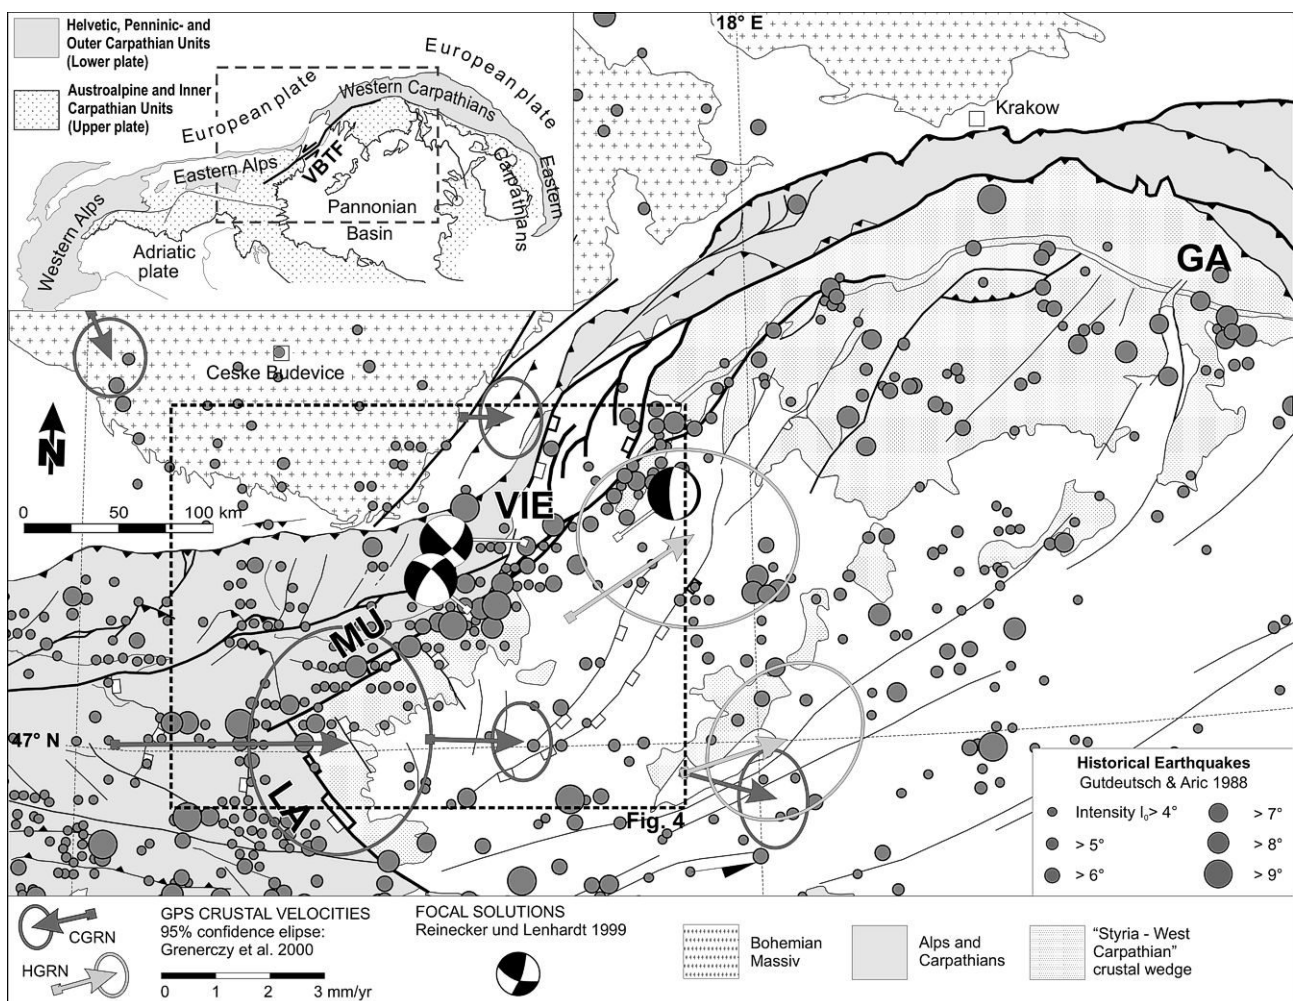 Helvetic, Penninic- and
Outer Carpathian Units
(Lower plate)
Austroalpine and Inner
Carpathian Units
(Upper plate)
European plate
European plate
Western Carpathians
Eastern Alps
VBTF
Eastern
Carpathians
Pannonian
Basin
Western Alps
Adriatic
plate
18° E
Krakow
GA
Ceske Budevice
N
0 50 100 km
VIE
MU
47° N
LA
Fig. 4
Historical Earthquakes
Gutdeutsch & Aric 1988
Intensity I₀> 4°
> 5°
> 6°
> 7°
> 8°
> 9°
CGRN
HGRN
GPS CRUSTAL VELOCITIES
95% confidence elipse:
Grenerczy et al. 2000
0 1 2 3 mm/yr
FOCAL SOLUTIONS
Reinecker und Lenhardt 1999
Bohemian
Massiv
Alps and
Carpathians
"Styria - West
Carpathian"
crustal wedge